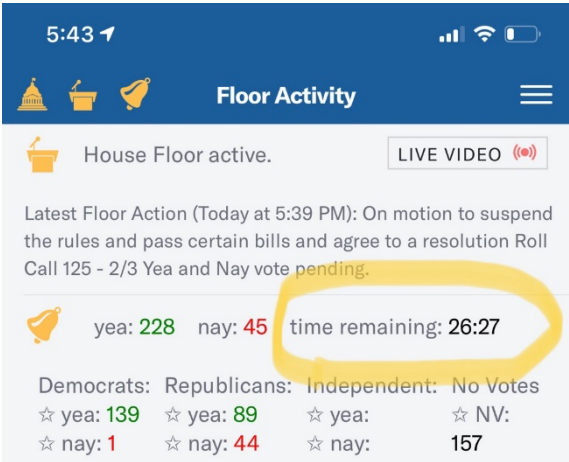 5:43
Floor Activity
House Floor active.
LIVE VIDEO
Latest Floor Action (Today at 5:39 PM): On motion to suspend
the rules and pass certain bills and agree to a resolution Roll
Call 125 - 2/3 Yea and Nay vote pending.
yea: 228 nay: 45 time remaining: 26:27
Democrats: Republicans: Independent: No Votes
☆ yea: 139 ☆ yea: 89 ☆ yea: ☆ NV:
☆ nay: 1 ☆ nay: 44 ☆ nay: 157